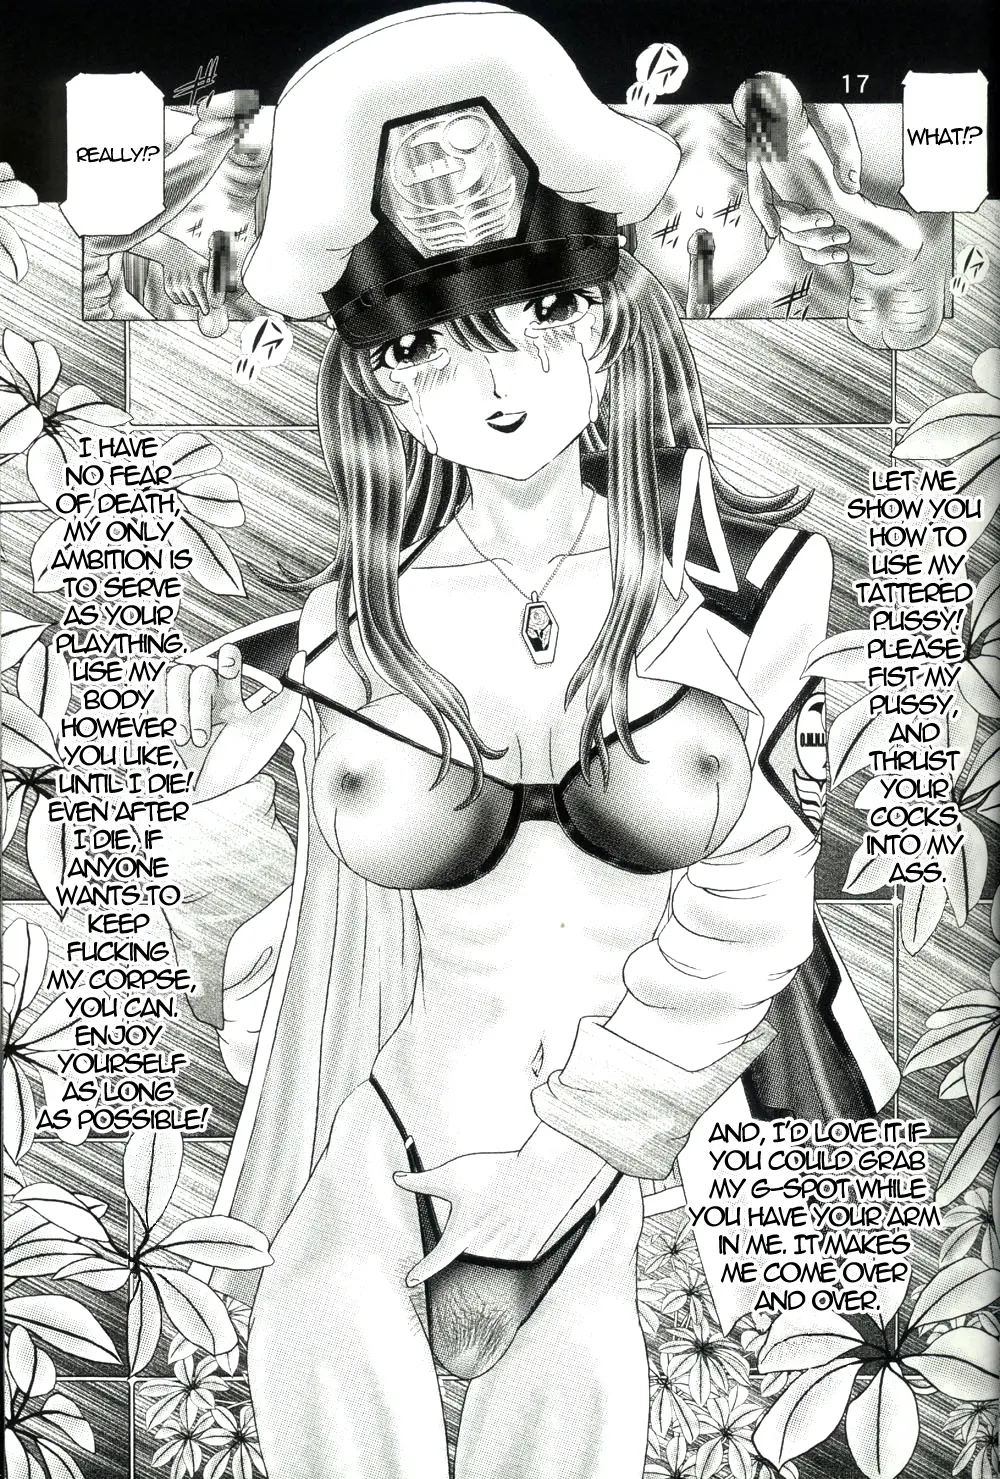 17
WHAT!?
REALLY!?
LET ME
SHOW YOU
HOW TO
USE MY
TATTERED
PUSSY!
PLEASE
FIST MY
PUSSY,
AND
THRUST
YOUR
COCKS
INTO MY
ASS.
AND, I'D LOVE IT IF
YOU COULD GRAB
MY G-SPOT WHILE
YOU HAVE YOUR ARM
IN ME. IT MAKES
ME COME OVER
AND OVER.
I HAVE
NO FEAR
OF DEATH,
MY ONLY
AMBITION IS
TO SERVE
AS YOUR
PLAYTHING.
USE MY
BODY
HOWEVER
YOU LIKE,
UNTIL I DIE!
EVEN AFTER
I DIE, IF
ANYONE
WANTS TO
KEEP
FUCKING
MY CORPSE,
YOU CAN.
ENJOY
YOURSELF
AS LONG
AS POSSIBLE!